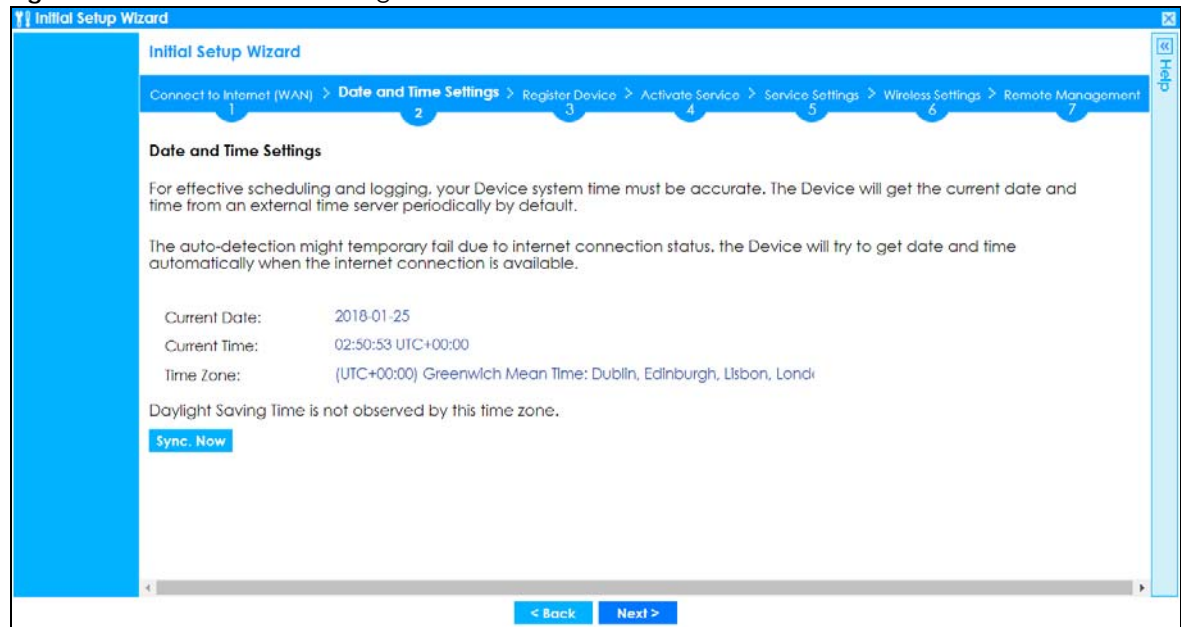 Initial Setup Wizard
Initial Setup Wizard
Help
Connect to Internet (WAN) > Date and Time Settings > Register Device > Activate Service > Service Settings > Wireless Settings > Remote Management
1 2 3 4 5 6 7
Date and Time Settings
For effective scheduling and logging, your Device system time must be accurate. The Device will get the current date and
time from an external time server periodically by default.
The auto-detection might temporary fail due to internet connection status. the Device will try to get date and time
automatically when the internet connection is available.
Current Date: 2018-01-25
Current Time: 02:50:53 UTC+00:00
Time Zone: (UTC+00:00) Greenwich Mean Time: Dublin, Edinburgh, Lisbon,
Daylight Saving Time is not observed by this time zone.
Sync. Now
< Back Next >